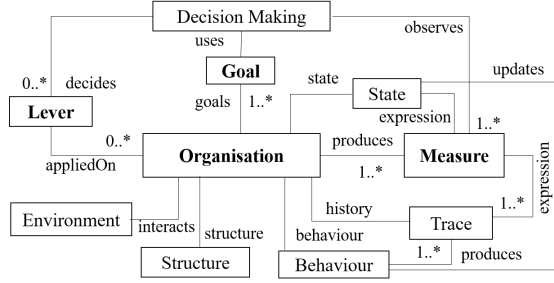 Decision Making
uses
observes
Goal
state
State
updates
0..*
decides
Lever
goals
1..*
expression
1..*
0..*
appliedOn
Organisation
produces
1..*
Measure
expression
Environment
interacts
structure
Structure
history
behaviour
Behaviour
1..*
Trace
1..*
produces